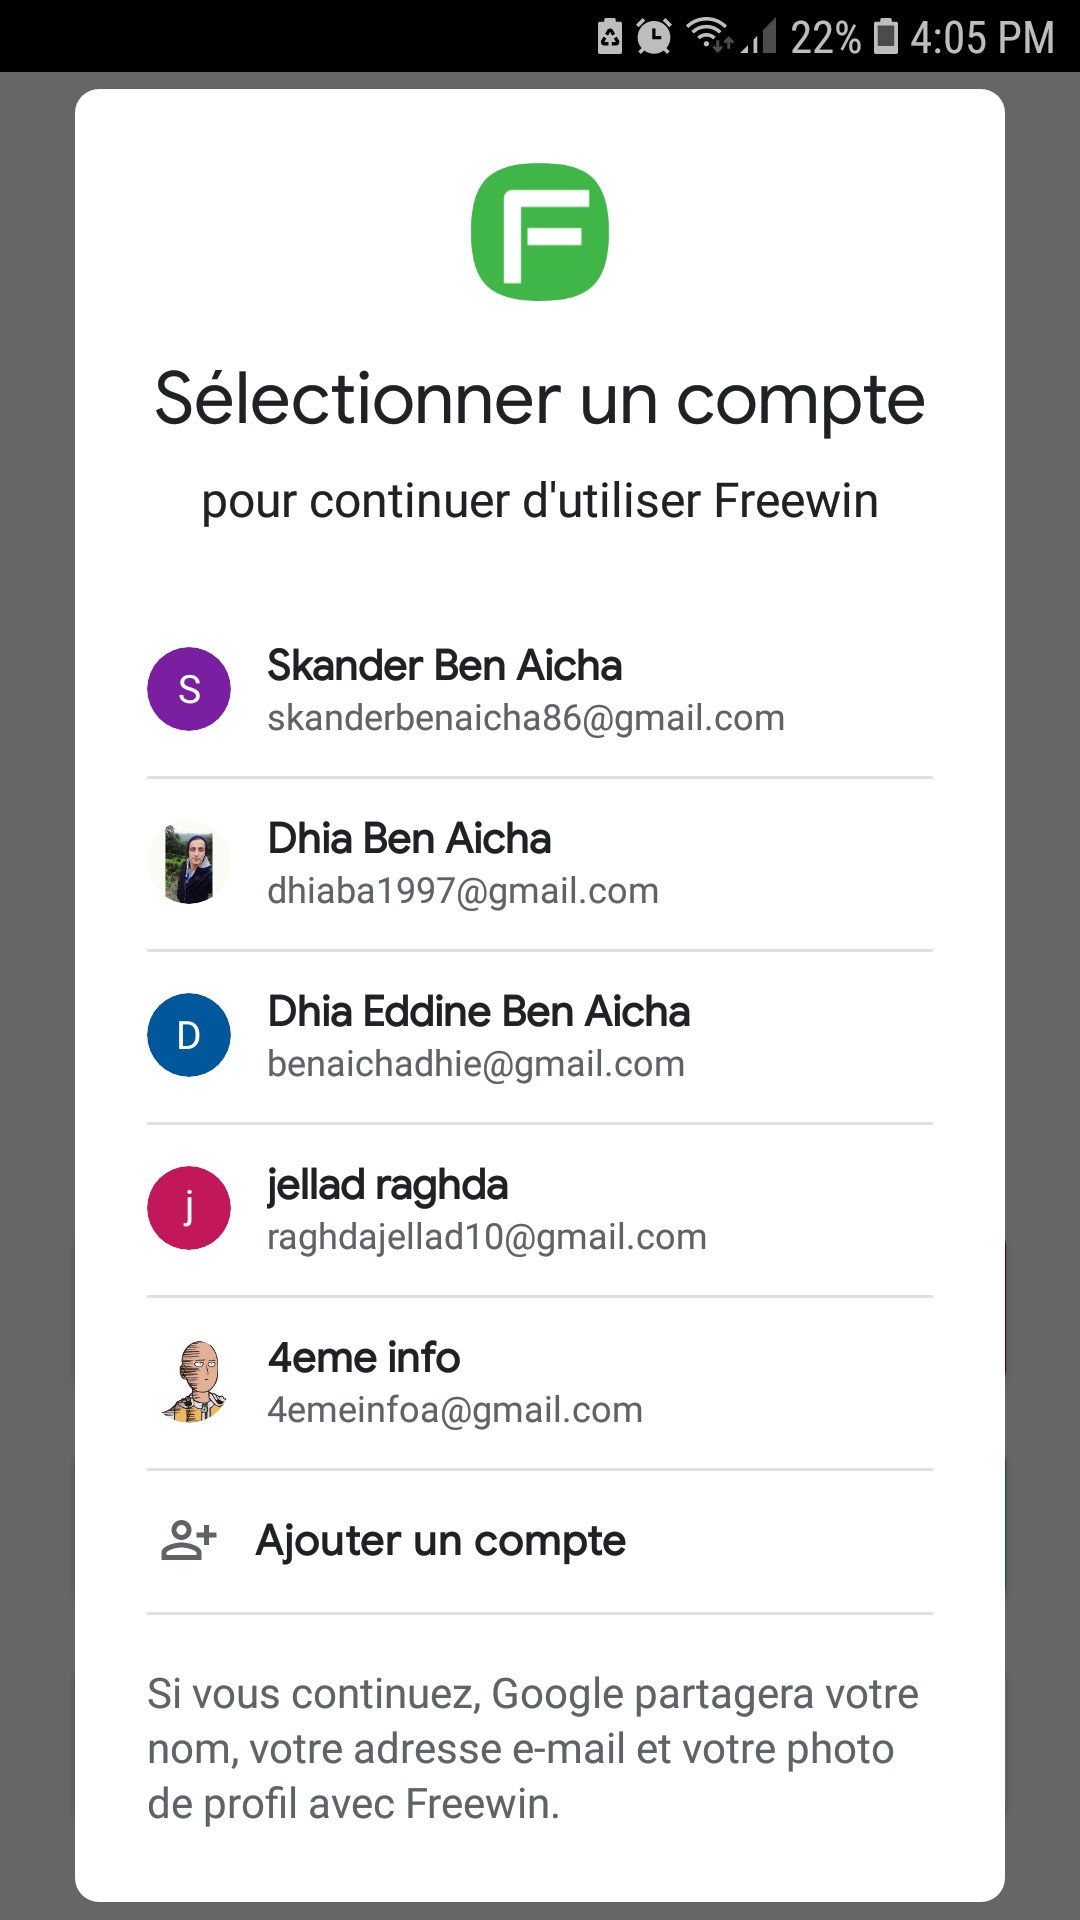 22% 4:05 PM
F
Sélectionner un compte
pour continuer d'utiliser Freewin
S
Skander Ben Aicha
skanderbenaicha86@gmail.com
Dhia Ben Aicha
dhiaba1997@gmail.com
D
Dhia Eddine Ben Aicha
benaichadhie@gmail.com
j
jellad raghda
raghdajellad10@gmail.com
4eme info
4emeinfoa@gmail.com
Ajouter un compte
Si vous continuez, Google partagera votre
nom, votre adresse e-mail et votre photo
de profil avec Freewin.